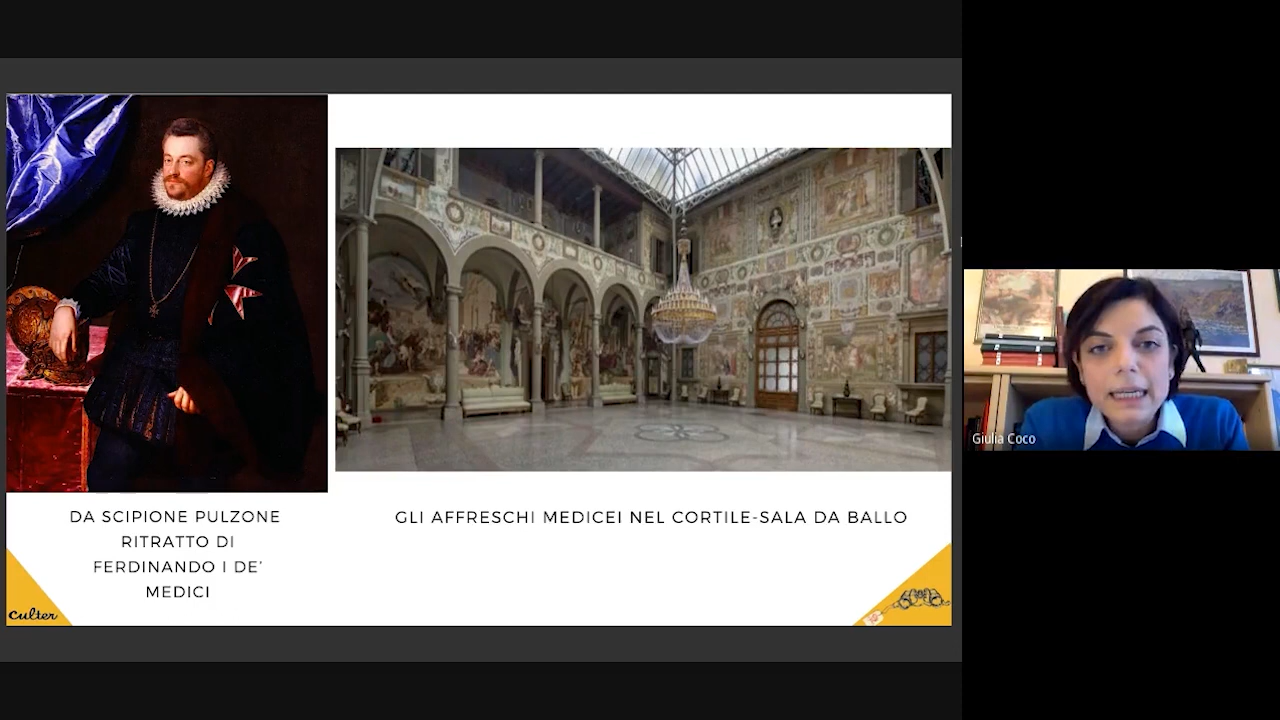 DA SCIPIONE PULZONE
RITRATTO DI
FERDINANDO I DE'
MEDICI
GLI AFFRESCHI MEDICEI NEL CORTILE-SALA DA BALLO
culter
Giulia Coco